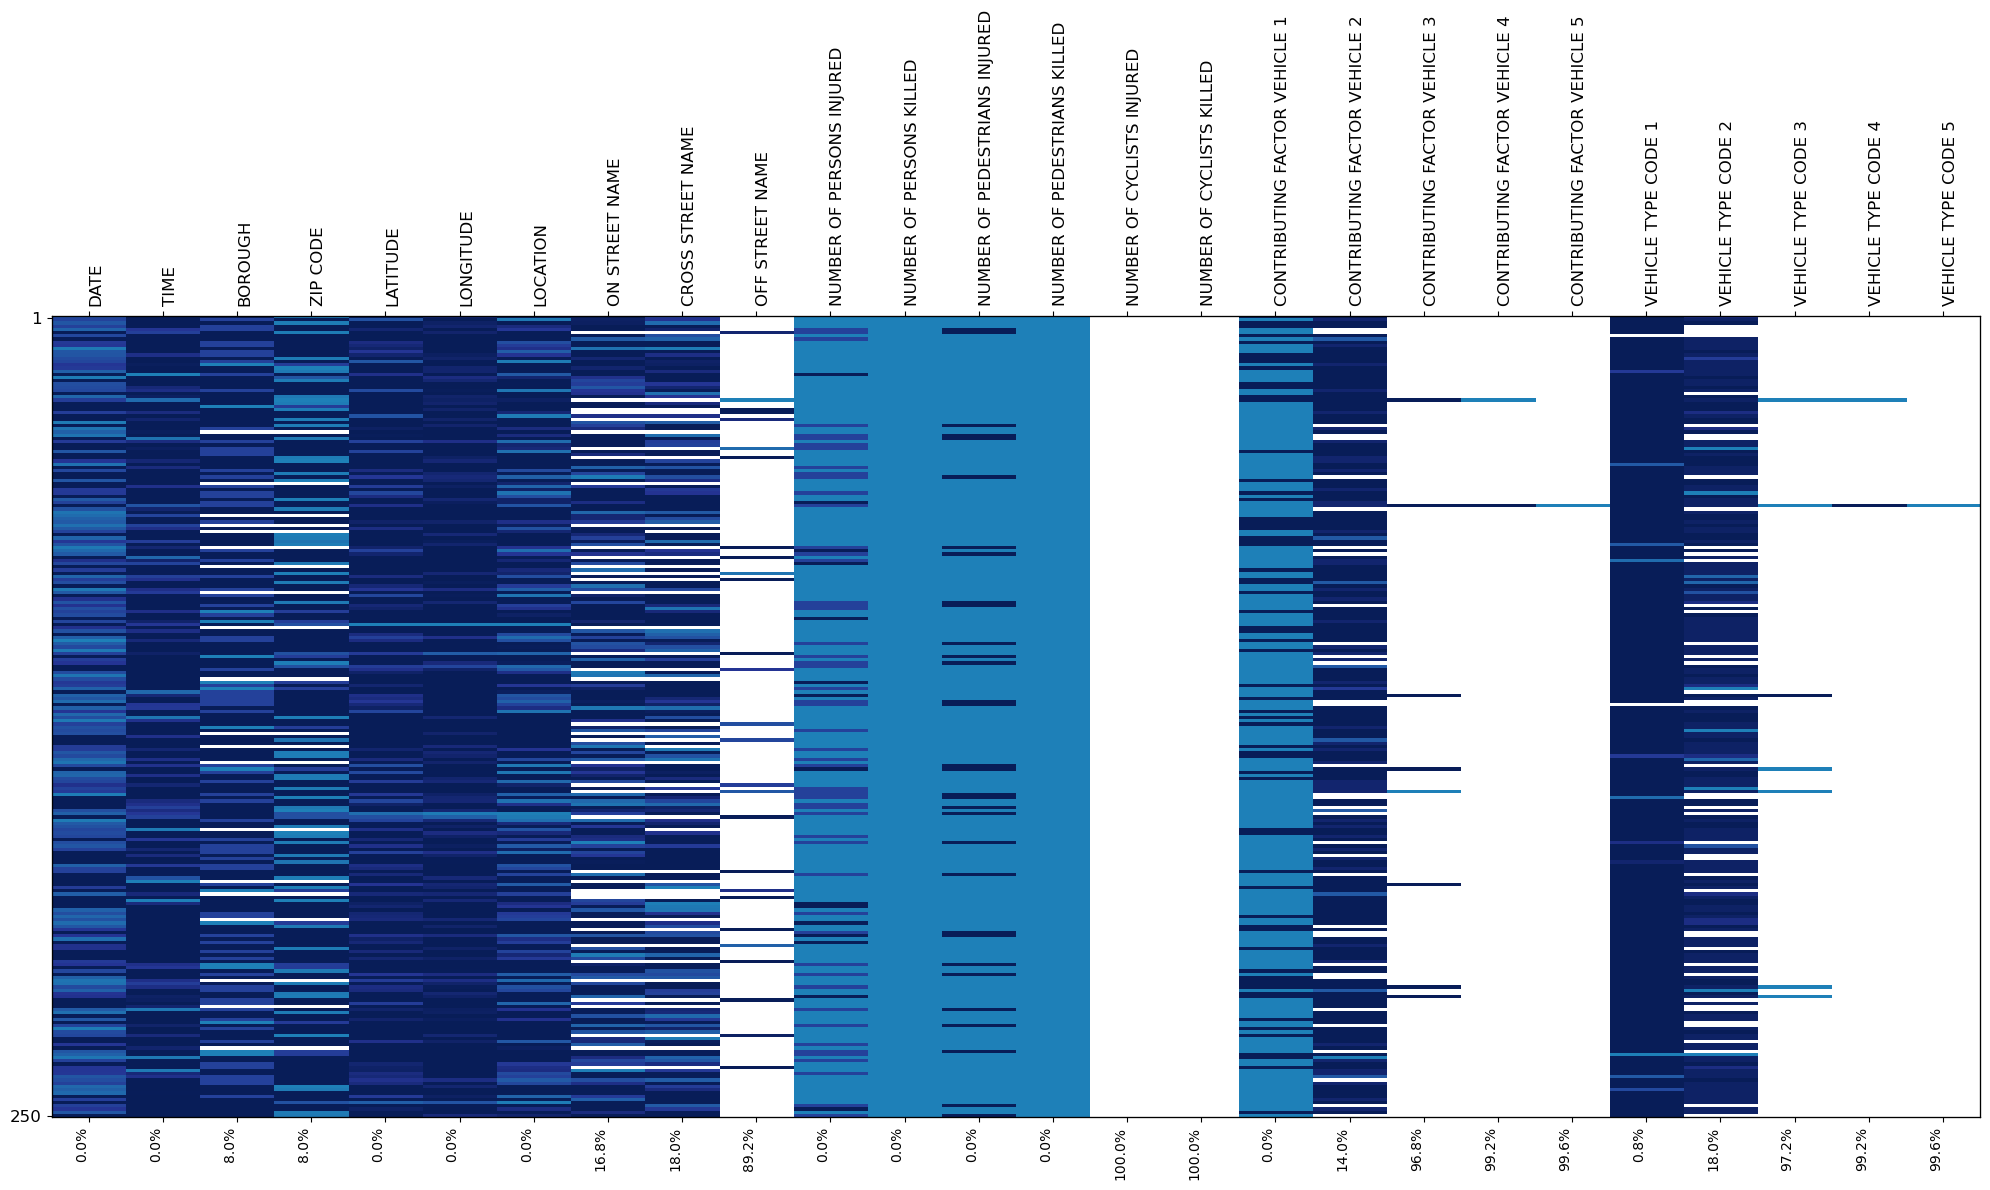 DATE
TIME
BOROUGH
ZIP CODE
LATITUDE
LONGITUDE
LOCATION
ON STREET NAME
CROSS STREET NAME
OFF STREET NAME
NUMBER OF PERSONS INJURED
NUMBER OF PERSONS KILLED
NUMBER OF PEDESTRIANS INJURED
NUMBER OF PEDESTRIANS KILLED
NUMBER OF CYCLISTS INJURED
NUMBER OF CYCLISTS KILLED
CONTRIBUTING FACTOR VEHICLE 1
CONTRIBUTING FACTOR VEHICLE 2
CONTRIBUTING FACTOR VEHICLE 3
CONTRIBUTING FACTOR VEHICLE 4
CONTRIBUTING FACTOR VEHICLE 5
VEHICLE TYPE CODE 1
VEHICLE TYPE CODE 2
VEHICLE TYPE CODE 3
VEHICLE TYPE CODE 4
VEHICLE TYPE CODE 5
1
250
0.0%
0.0%
8.0%
8.0%
0.0%
0.0%
0.0%
16.8%
18.0%
89.2%
0.0%
0.0%
0.0%
0.0%
100.0%
100.0%
0.0%
14.0%
96.8%
99.2%
99.6%
0.8%
18.0%
97.2%
99.2%
99.6%